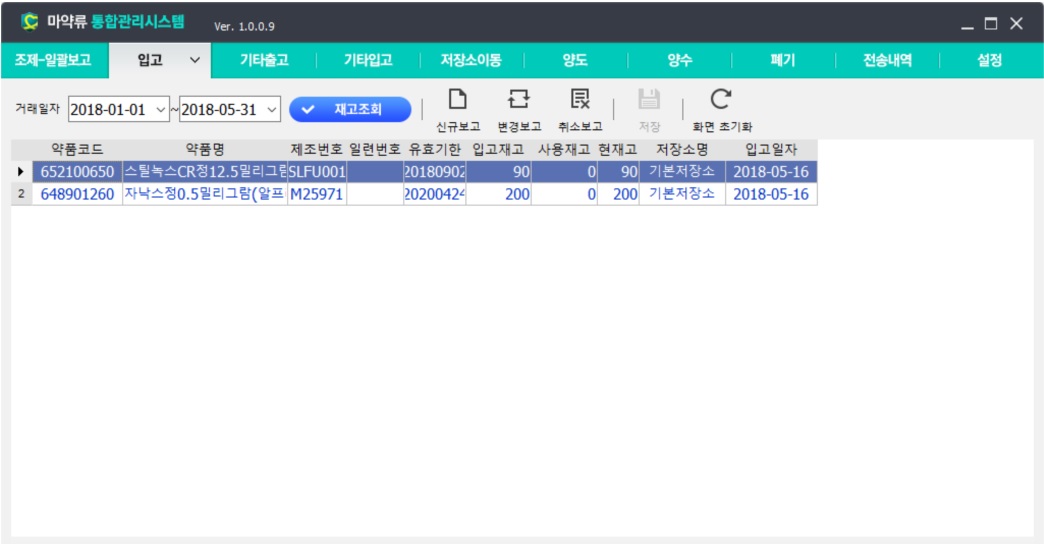 마약류 통합관리시스템 Ver. 1.0.0.9
조제-일괄보고 입고 기타출고 기타입고 저장소이동 양도 양수 폐기 전송내역 설정
거래일자 2018-01-01 ~ 2018-05-31 재고조회 신규보고 변경보고 취소보고 저장 화면 초기화
약품코드 약품명 제조번호 일련번호 유효기한 입고재고 사용재고 현재고 저장소명 입고일자
652100650 스틸녹스CR정12.5밀리그람 SLFU001 20180902 90 0 90 기본저장소 2018-05-16
2 648901260 자낙스정0.5밀리그람(알프 M25971 20200424 200 0 200 기본저장소 2018-05-16